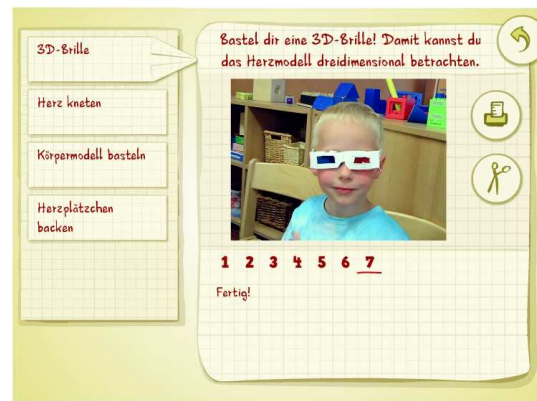 3D-Brille
Herz kneten
Körpermodell basteln
Herzplätzchen
backen
Bastel dir eine 3D-Brille! Damit kannst du
das Herzmodell dreidimensional betrachten.
1 2 3 4 5 6 7
Fertig!